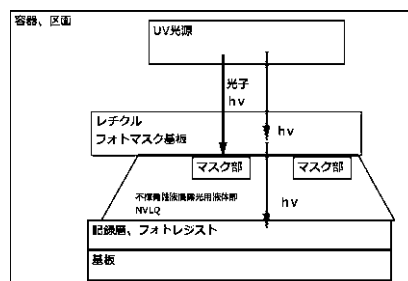 容器、区画
UV光源
光子
hν
hν
レチクル
フォトマスク基板
マスク部
マスク部
不揮発性液浸露光用液体部
NVLQ
hν
記録層、フォトレジスト
基板